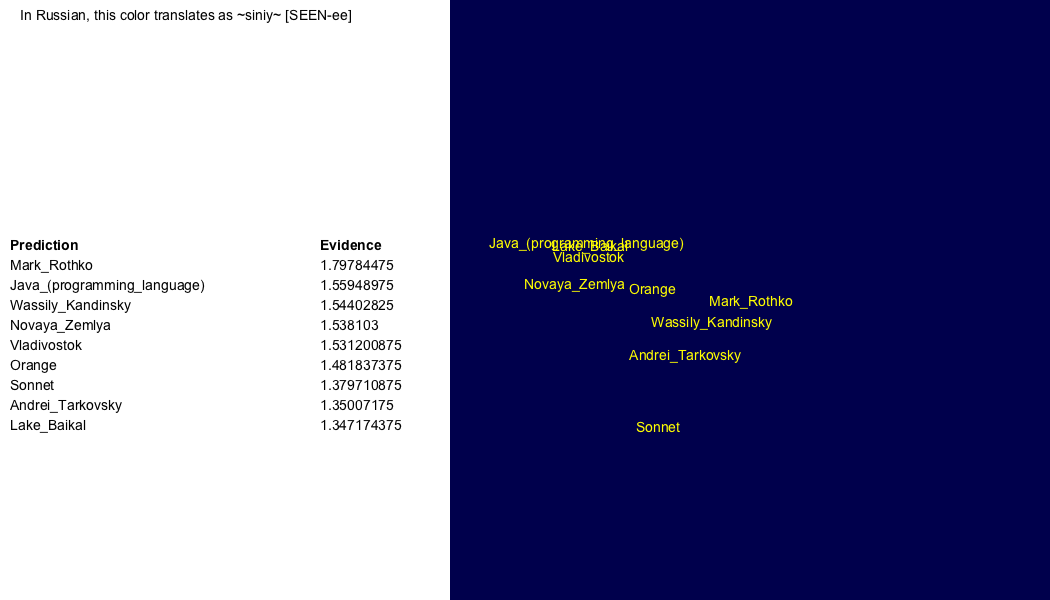 In Russian, this color translates as ~siniy~ [SEEN-ee]
Prediction Evidence
Mark_Rothko 1.79784475
Java_(programming_language) 1.55948975
Wassily_Kandinsky 1.54402825
Novaya_Zemlya 1.538103
Vladivostok 1.531200875
Orange 1.481837375
Sonnet 1.379710875
Andrei_Tarkovsky 1.35007175
Lake_Baikal 1.347174375
Java_(programming_language)
Lake_Baikal
Vladivostok
Novaya_Zemlya
Orange
Mark_Rothko
Wassily_Kandinsky
Andrei_Tarkovsky
Sonnet